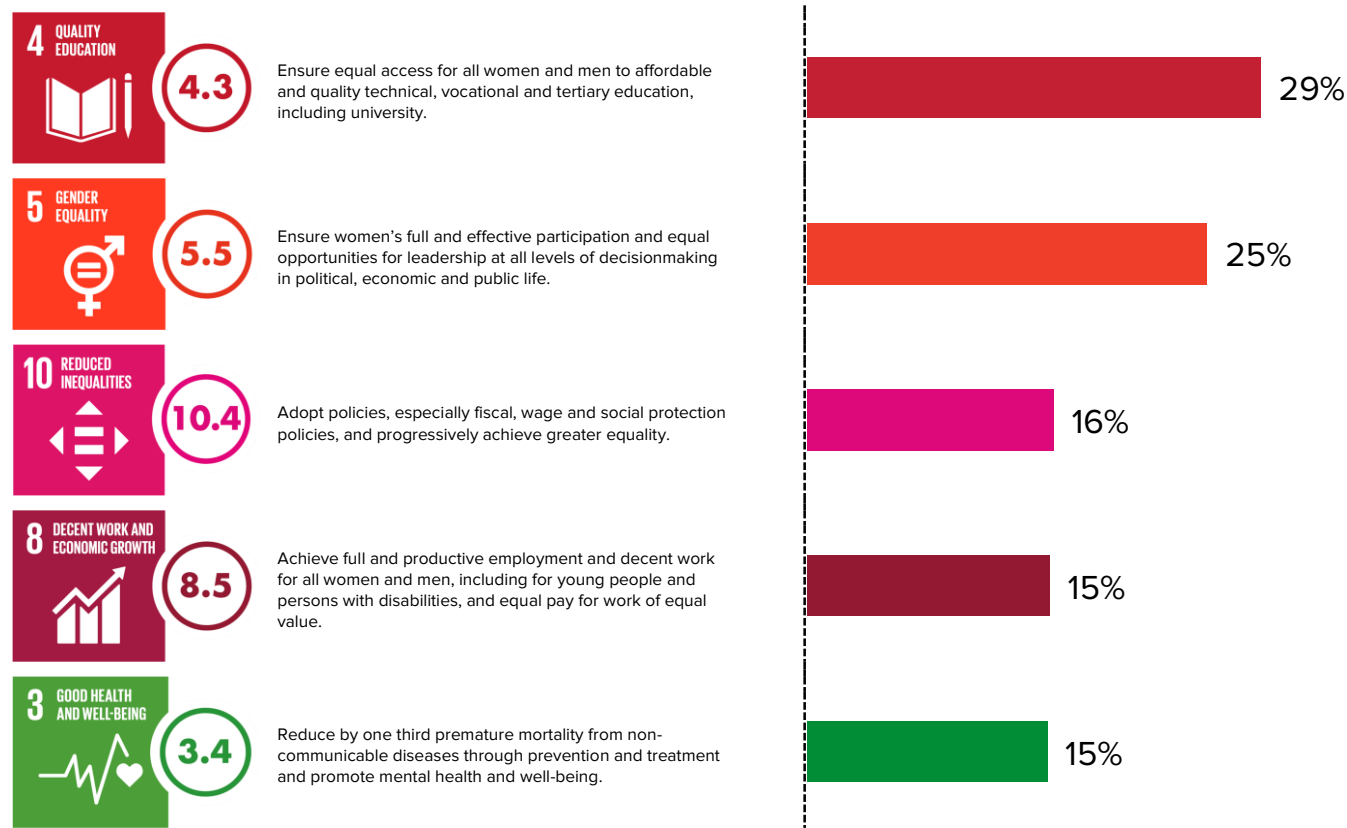 4 QUALITY
EDUCATION
4.3
Ensure equal access for all women and men to affordable
and quality technical, vocational and tertiary education,
including university.
29%
5 GENDER
EQUALITY
5.5
Ensure women’s full and effective participation and equal
opportunities for leadership at all levels of decisionmaking
in political, economic and public life.
25%
10 REDUCED
INEQUALITIES
10.4
Adopt policies, especially fiscal, wage and social protection
policies, and progressively achieve greater equality.
16%
8 DECENT WORK AND
ECONOMIC GROWTH
8.5
Achieve full and productive employment and decent work
for all women and men, including for young people and
persons with disabilities, and equal pay for work of equal
value.
15%
3 GOOD HEALTH
AND WELL-BEING
3.4
Reduce by one third premature mortality from non-
communicable diseases through prevention and treatment
and promote mental health and well-being.
15%